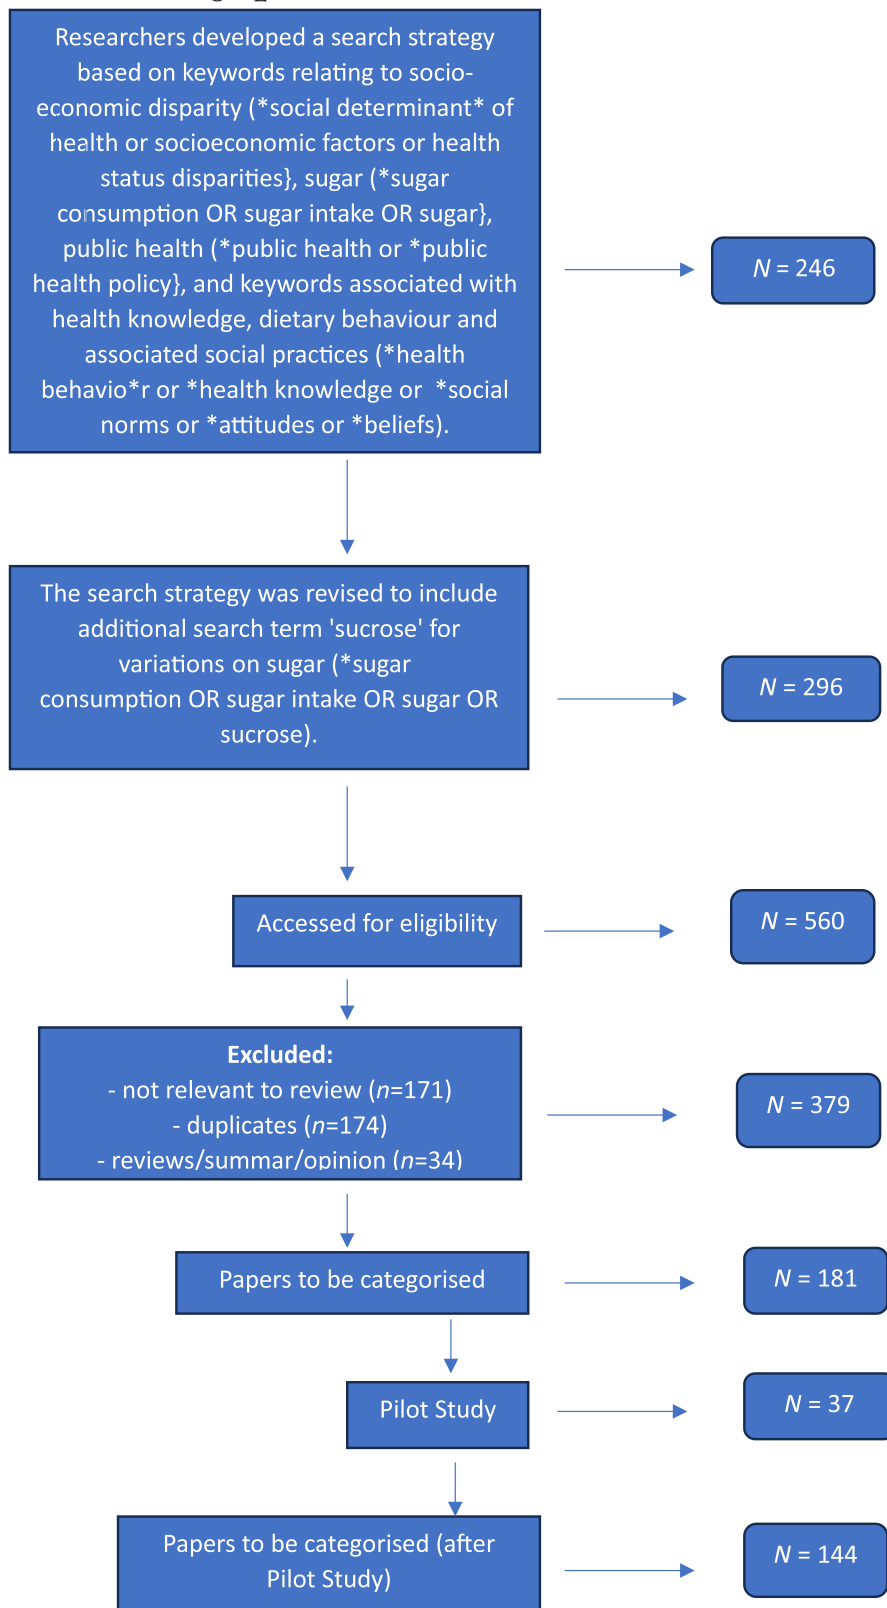 Researchers developed a search strategy
based on keywords relating to socio-
economic disparity (*social determinant* of
health or socioeconomic factors or health
status disparities}, sugar (*sugar
consumption OR sugar intake OR sugar},
public health (*public health or *public
health policy}, and keywords associated with
health knowledge, dietary behaviour and
associated social practices (*health
behavio*r or *health knowledge or *social
norms or *attitudes or *beliefs).
N = 246
The search strategy was revised to include
additional search term 'sucrose' for
variations on sugar (*sugar
consumption OR sugar intake OR sugar OR
sucrose).
N = 296
Accessed for eligibility
N = 560
Excluded:
- not relevant to review (n=171)
- duplicates (n=174)
- reviews/summar/opinion (n=34)
N = 379
Papers to be categorised
N = 181
Pilot Study
N = 37
Papers to be categorised (after
Pilot Study)
N = 144